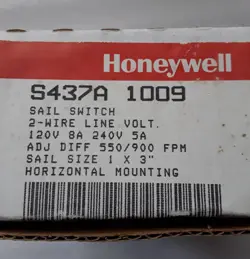 Honeywell
S437A 1009
SAIL SWITCH
2-WIRE LINE VOLT.
120V 8A 240V 5A
ADJ DIFF 550/900 FPM
SAIL SIZE 1 X 3"
HORIZONTAL MOUNTING